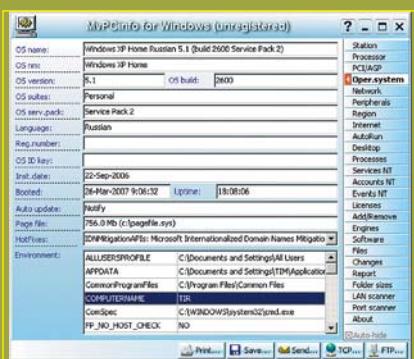 MvPCinfo for Windows (unregistered)
OS name: Windows XP Home Russian 5.1 (build 2600 Service Pack 2)
OS nm: Windows XP Home
OS version: 5.1 OS build: 2600
OS suites: Personal
OS serv.pack: Service Pack 2
Language: Russian
Reg.number:
OS ID key:
Inst.date: 22-Sep-2006
Booted: 26-Mar-2007 9:06:32 Uptime: 18:08:06
Auto update: Notify
Page file: 756.0 Mb (c:\pagefile.sys)
HotFixes: IDNMitigationAPIs: Microsoft Internationalized Domain Names Mitigatio
Environment:
ALLUSERSPROFILE C:\Documents and Settings\All Users
APPDATA C:\Documents and Settings\TIM\Application
CommonProgramFiles C:\Program Files\Common Files
COMPUTERNAME TIR
ComSpec C:\WINDOWS\system32\cmd.exe
FP_NO_HOST_CHECK NO
Station
Processor
PCI/AGP
Oper.system
Network
Peripherals
Region
Internet
AutoRun
Desktop
Processes
Services NT
Accounts NT
Events NT
Licenses
Add/Remove
Engines
Software
Files
Changes
Report
Folder sizes
LAN scanner
Port scanner
About
Auto-hide
Print... Save... Send... TCP... FTP...